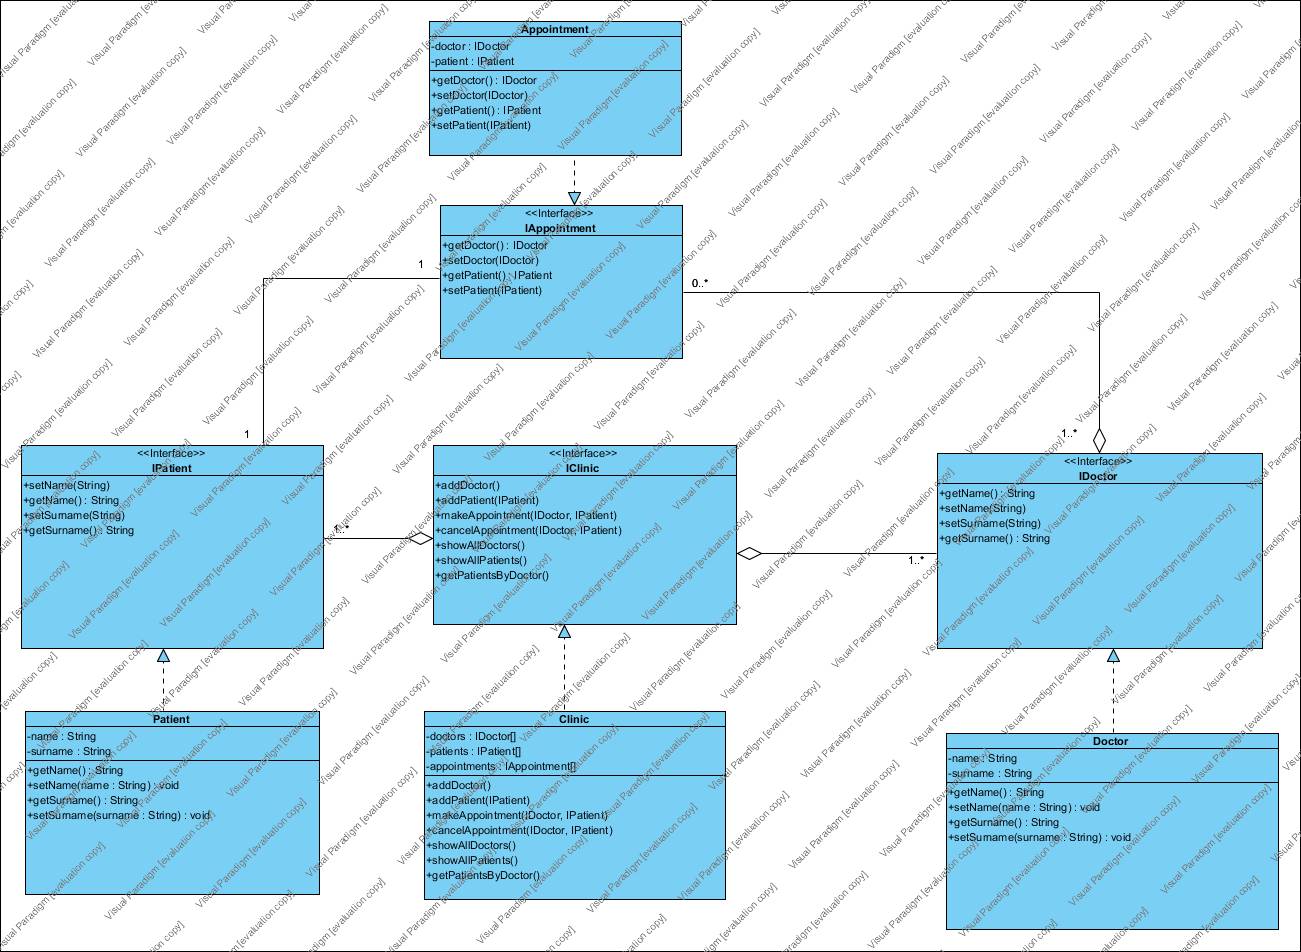 Appointment
-doctor : IDoctor
-patient : IPatient
+getDoctor() : IDoctor
+setDoctor(IDoctor)
+getPatient() : IPatient
+setPatient(IPatient)
<<Interface>>
IAppointment
+getDoctor() : IDoctor
+setDoctor(IDoctor)
+getPatient() : IPatient
+setPatient(IPatient)
1
0..*
1
1..*
<<Interface>>
IPatient
+setName(String)
+getName() : String
+setSurname(String)
+getSurname() : String
1..*
<<Interface>>
IClinic
+addDoctor()
+addPatient(IPatient)
+makeAppointment(IDoctor, IPatient)
+cancelAppointment(IDoctor, IPatient)
+showAllDoctors()
+showAllPatients()
+getPatientsByDoctor()
1..*
<<Interface>>
IDoctor
+getName() : String
+setName(String)
+setSurname(String)
+getSurname() : String
Patient
-name : String
-surname : String
+getName() : String
+setName(name : String) : void
+getSurname() : String
+setSurname(surname : String) : void
Clinic
-doctors : IDoctor[]
-patients : IPatient[]
-appointments : IAppointment[]
+addDoctor()
+addPatient(IPatient)
+makeAppointment(IDoctor, IPatient)
+cancelAppointment(IDoctor, IPatient)
+showAllDoctors()
+showAllPatients()
+getPatientsByDoctor()
Doctor
-name : String
-surname : String
+getName() : String
+setName(name : String) : void
+getSurname() : String
+setSurname(surname : String) : void
Visual Paradigm [evaluation copy]